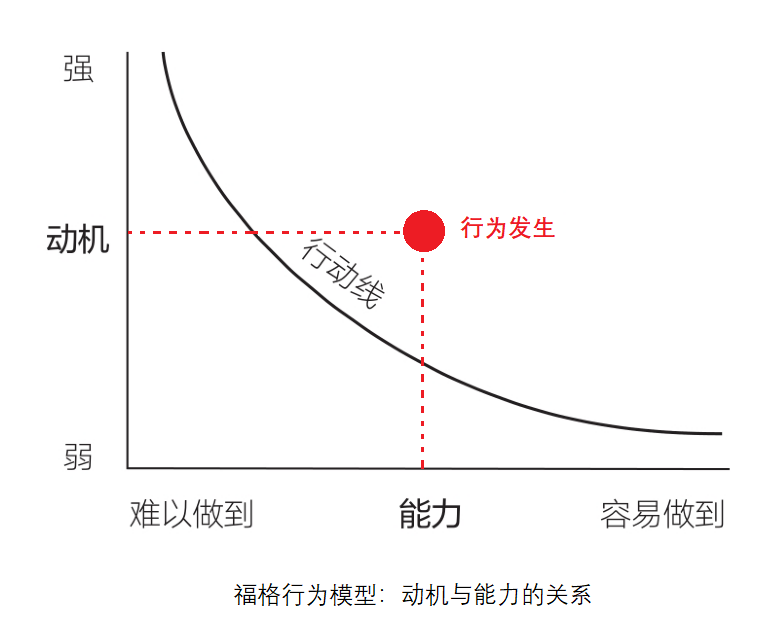 强
动机
行为发生
行动线
弱
难以做到
能力
容易做到
福格行为模型：动机与能力的关系